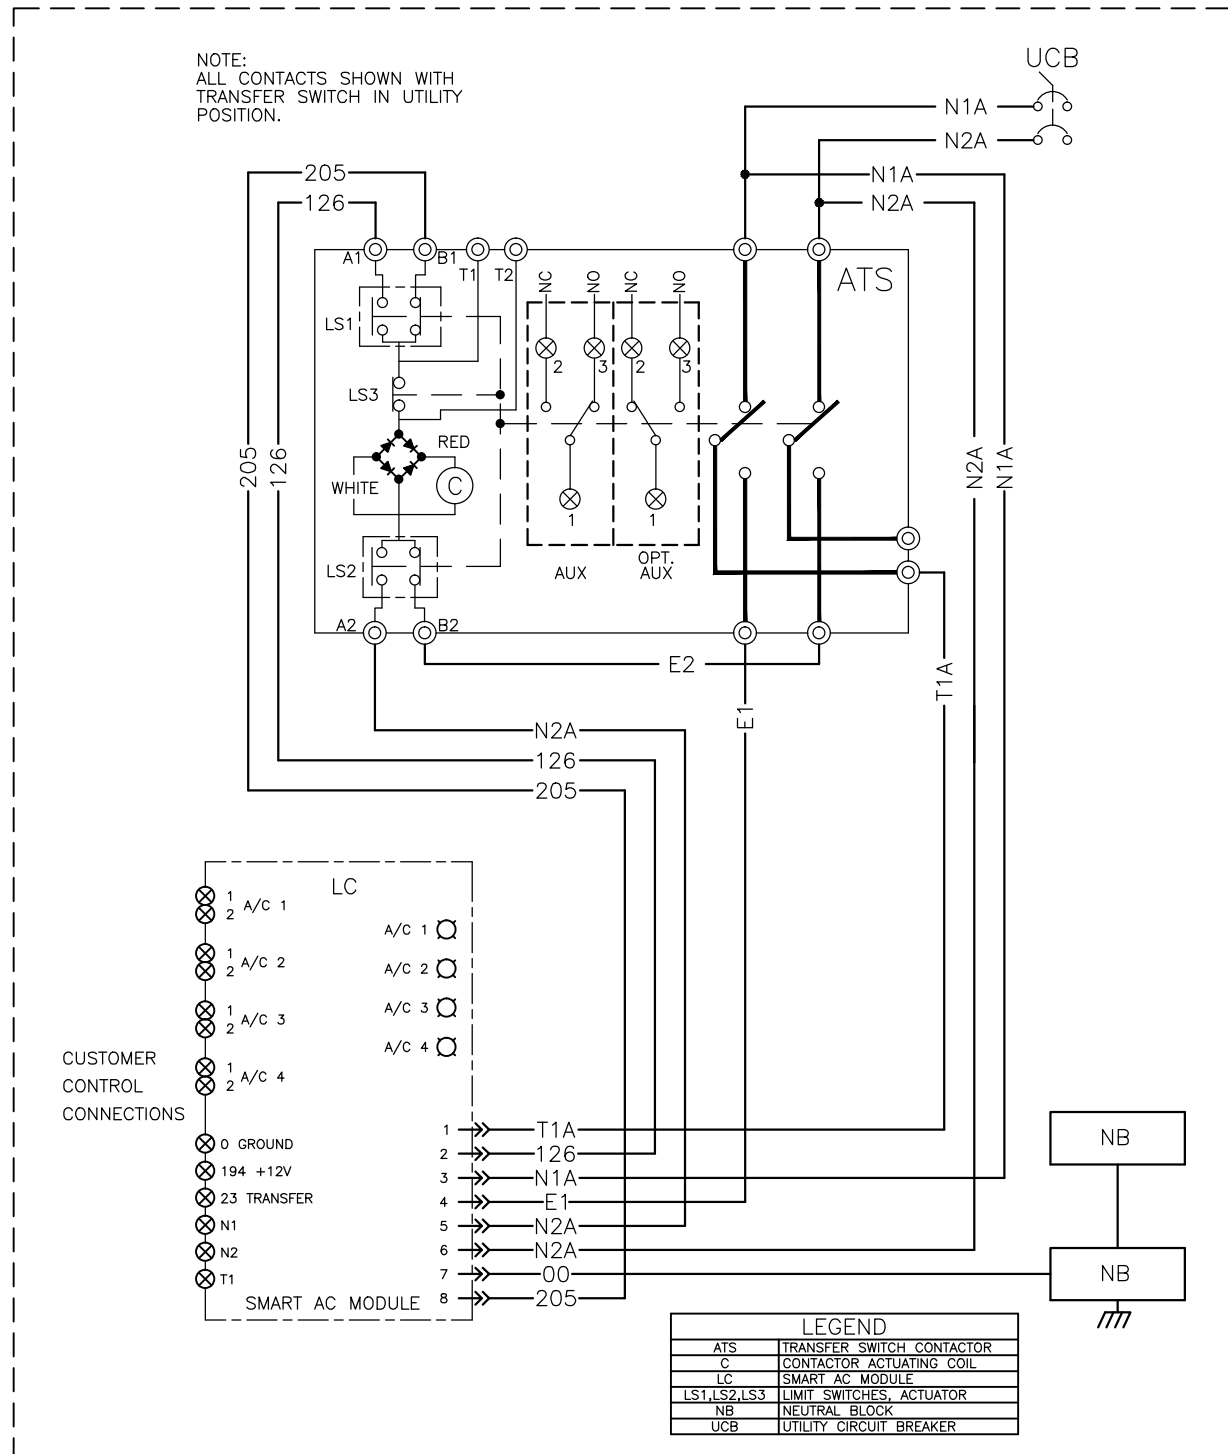 NOTE:
ALL CONTACTS SHOWN WITH
TRANSFER SWITCH IN UTILITY
POSITION.
UCB
N1A
N2A
205
N1A
126
N2A
A1
B1
T1
T2
NC
NO
NC
NO
ATS
LS1
2
3
2
3
LS3
RED
WHITE
C
205
126
N2A
N1A
1
1
LS2
AUX
OPT.
AUX
A2
B2
E2
T1A
E1
N2A
126
205
LC
1
2
A/C 1
A/C 1
1
2
A/C 2
A/C 2
1
2
A/C 3
A/C 3
1
2
A/C 4
A/C 4
CUSTOMER
CONTROL
CONNECTIONS
0 GROUND
194 +12V
23 TRANSFER
N1
N2
T1
SMART AC MODULE
1 T1A
2 126
3 N1A
4 E1
5 N2A
6 N2A
7 00
8 205
NB
NB
LEGEND
ATS TRANSFER SWITCH CONTACTOR
C CONTACTOR ACTUATING COIL
LC SMART AC MODULE
LS1,LS2,LS3 LIMIT SWITCHES, ACTUATOR
NB NEUTRAL BLOCK
UCB UTILITY CIRCUIT BREAKER